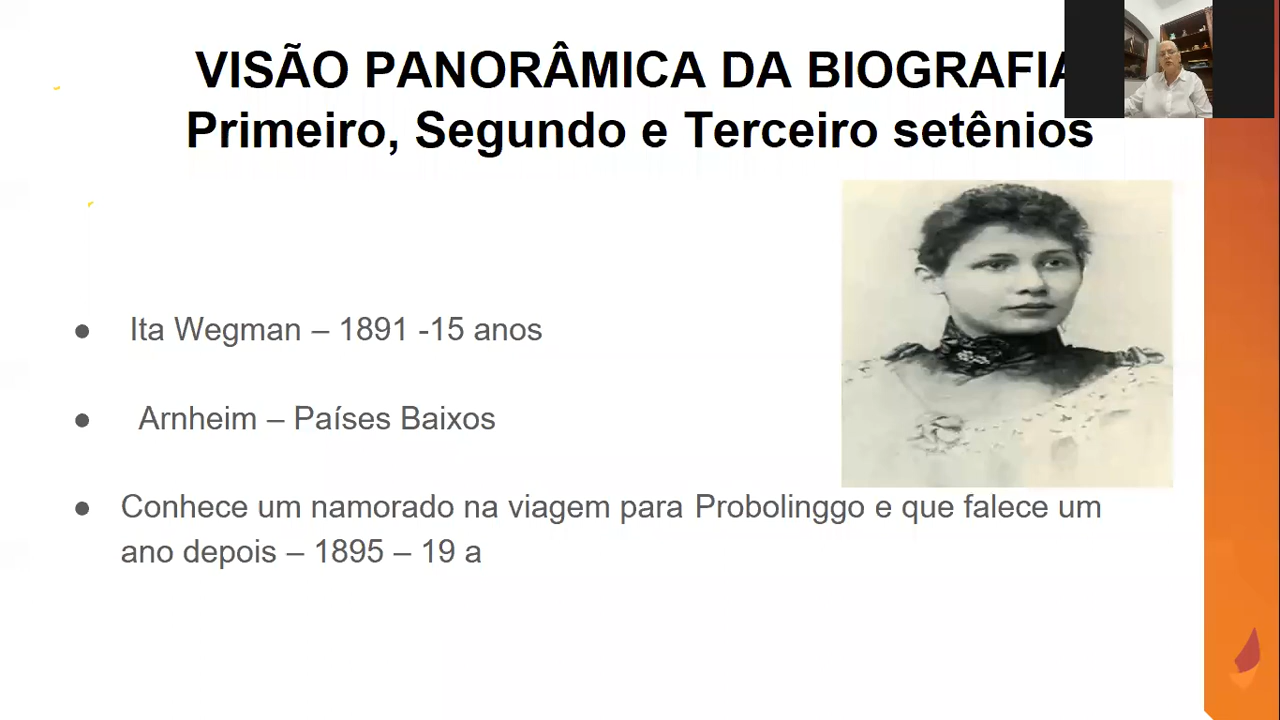 VISÃO PANORÂMICA DA BIOGRAFIA
Primeiro, Segundo e Terceiro setênios
● Ita Wegman – 1891 -15 anos
● Arnheim – Países Baixos
● Conhece um namorado na viagem para Probolinggo e que falece um
ano depois – 1895 – 19 a